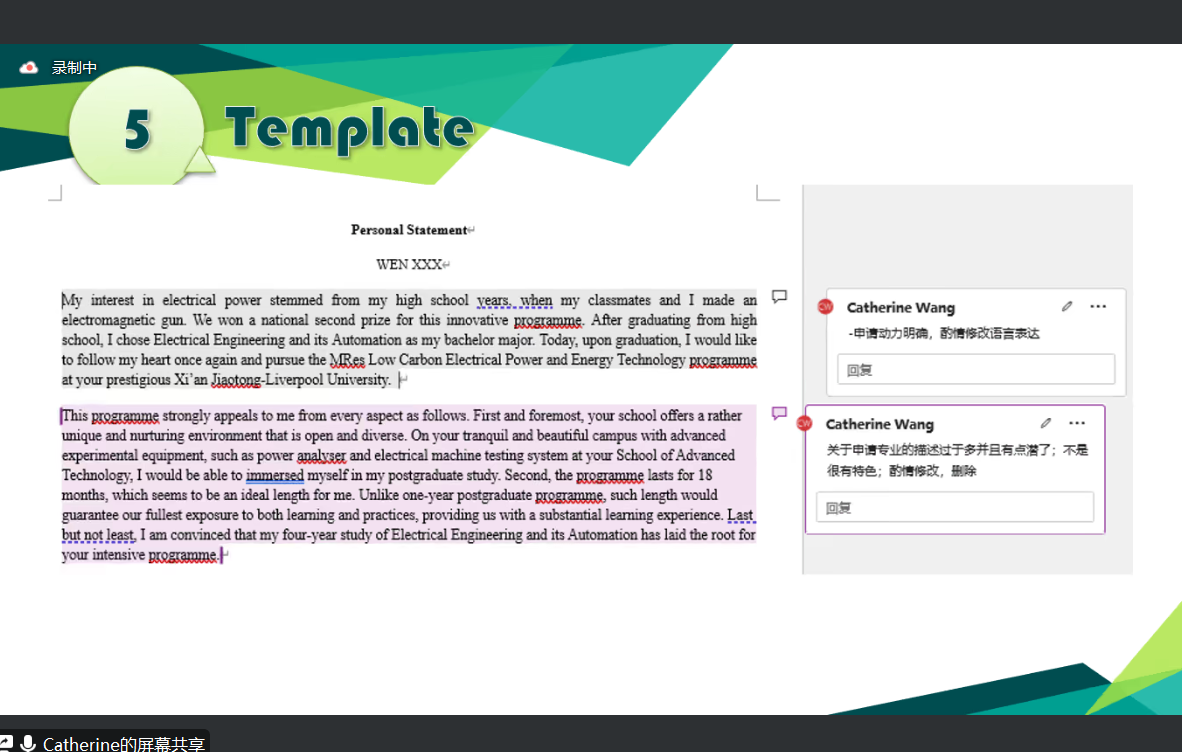 录制中
5 Template
Personal Statement
WEN XXX
My interest in electrical power stemmed from my high school years, when my classmates and I made an
electromagnetic gun. We won a national second prize for this innovative programme. After graduating from high
school, I chose Electrical Engineering and its Automation as my bachelor major. Today, upon graduation, I would like
to follow my heart once again and pursue the MRes Low Carbon Electrical Power and Energy Technology programme
at your prestigious Xi’an Jiaotong-Liverpool University.
This programme strongly appeals to me from every aspect as follows. First and foremost, your school offers a rather
unique and nurturing environment that is open and diverse. On your tranquil and beautiful campus with advanced
experimental equipment, such as power analyser and electrical machine testing system at your School of Advanced
Technology, I would be able to immersed myself in my postgraduate study. Second, the programme lasts for 18
months, which seems to be an ideal length for me. Unlike one-year postgraduate programme, such length would
guarantee our fullest exposure to both learning and practices, providing us with a substantial learning experience. Last
but not least, I am convinced that my four-year study of Electrical Engineering and its Automation has laid the root for
your intensive programme.
CW Catherine Wang
-申请动力明确，酌情修改语言表达
回复
CW Catherine Wang
关于申请专业的描述过于多并且有点潜了；不是
很有特色；酌情修改，删除
回复
Catherine的屏幕共享